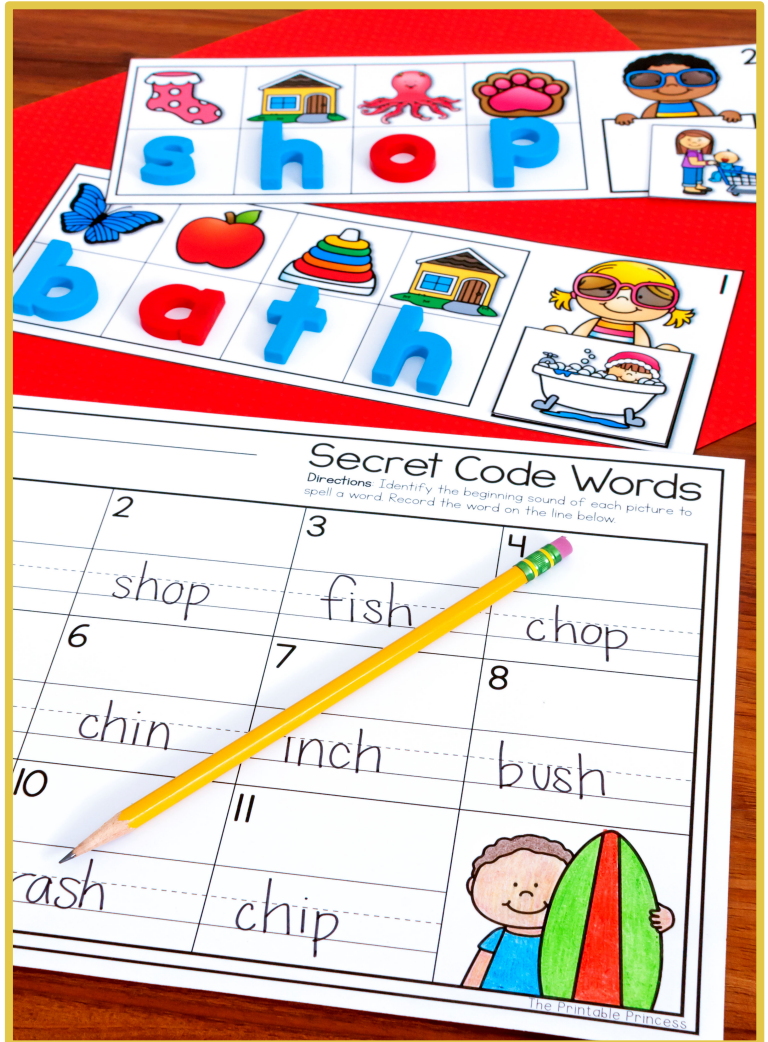 2
s h o p
1
b a t h
Secret Code Words
Directions: Identify the beginning sound of each picture to
spell a word. Record the word on the line below.
2
shop
3
fish
4
chop
6
chin
7
inch
8
bush
10
rash
11
chip
The Printable Princess